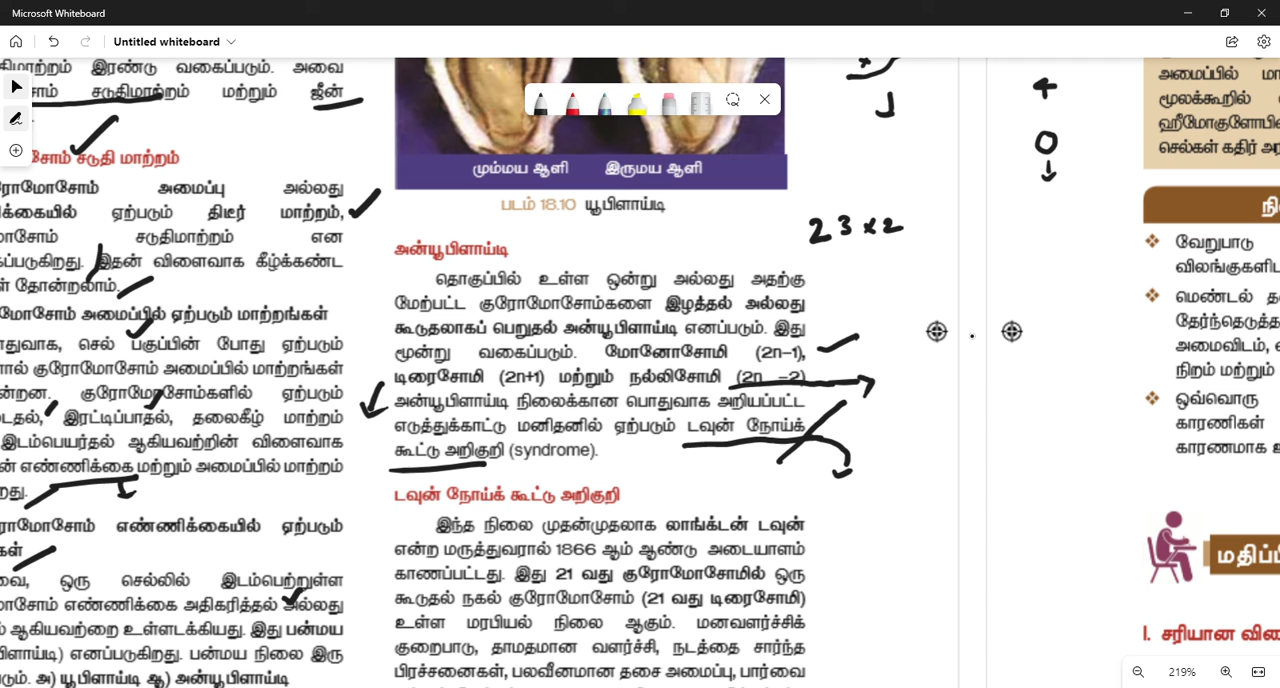 Microsoft Whiteboard
Untitled whiteboard
திமாற்றம் இரண்டு வகைப்படும். அவை
சடுதிமாற்றம் மற்றும் ஜீன்
சோம் சடுதி மாற்றம்
ரோமோசோம் அமைப்பு அல்லது
க்கையில் ஏற்படும் திடீர் மாற்றம்,
மாசோம் சடுதிமாற்றம் என
கப்படுகிறது. இதன் விளைவாக கீழ்க்கண்ட
ள் தோன்றலாம்.
மோசோம் அமைப்பில் ஏற்படும் மாற்றங்கள்
ாதுவாக, செல் பகுப்பின் போது ஏற்படும்
ால் குரோமோசோம் அமைப்பில் மாற்றங்கள்
ன்றன. குரோமோசோம்களில் ஏற்படும்
டைதல், இரட்டிப்பாதல், தலைகீழ் மாற்றம்
இடம்பெயர்தல் ஆகியவற்றின் விளைவாக
ன் எண்ணிக்கை மற்றும் அமைப்பில் மாற்றம்
றது.
ராமோசோம் எண்ணிக்கையில் ஏற்படும்
கள்
வை, ஒரு செல்லில் இடம்பெற்றுள்ள
மாசோம் எண்ணிக்கை அதிகரித்தல் அல்லது
ம் ஆகியவற்றை உள்ளடக்கியது. இது பன்மய
பிளாய்டி) எனப்படுகிறது. பன்மய நிலை இரு
படும். அ) யூபிளாய்டி ஆ) அன்யூபிளாய்டி
மும்மய ஆளி இருமய ஆளி
படம் 18.10 யூபிளாய்டி
23 x 2
அன்யூபிளாய்டி
தொகுப்பில் உள்ள ஒன்று அல்லது அதற்கு
மேற்பட்ட குரோமோசோம்களை இழத்தல் அல்லது
கூடுதலாகப் பெறுதல் அன்யூபிளாய்டி எனப்படும். இது
மூன்று வகைப்படும். மோனோசோமி (2n−1),
டிரைசோமி (2n+1) மற்றும் நல்லிசோமி (2n −2)
அன்யூபிளாய்டி நிலைக்கான பொதுவாக அறியப்பட்ட
எடுத்துக்காட்டு மனிதனில் ஏற்படும் டவுன் நோய்க்
கூட்டு அறிகுறி (syndrome).
டவுன் நோய்க் கூட்டு அறிகுறி
இந்த நிலை முதன்முதலாக லாங்க்டன் டவுன்
என்ற மருத்துவரால் 1866 ஆம் ஆண்டு அடையாளம்
காணப்பட்டது. இது 21 வது குரோமோசோமில் ஒரு
கூடுதல் நகல் குரோமோசோம் (21 வது டிரைசோமி)
உள்ள மரபியல் நிலை ஆகும். மனவளர்ச்சிக்
குறைபாடு, தாமதமான வளர்ச்சி, நடத்தை சார்ந்த
பிரச்சனைகள், பலவீனமான தசை அமைப்பு, பார்வை
அமைப்பில் மா
மூலக்கூறில்
ஹீமோகுளோபி
செல்கள் கதிர் அர
நி
வேறுபாடு
விலங்குகளிட
மெண்டல் த
தேர்ந்தெடுத்த
அமைவிடம்,
நிறம் மற்றும்
ஒவ்வொரு
காரணிகள்
காரணமாக உ
மதிப்பீ
I. சரியான வி
219%